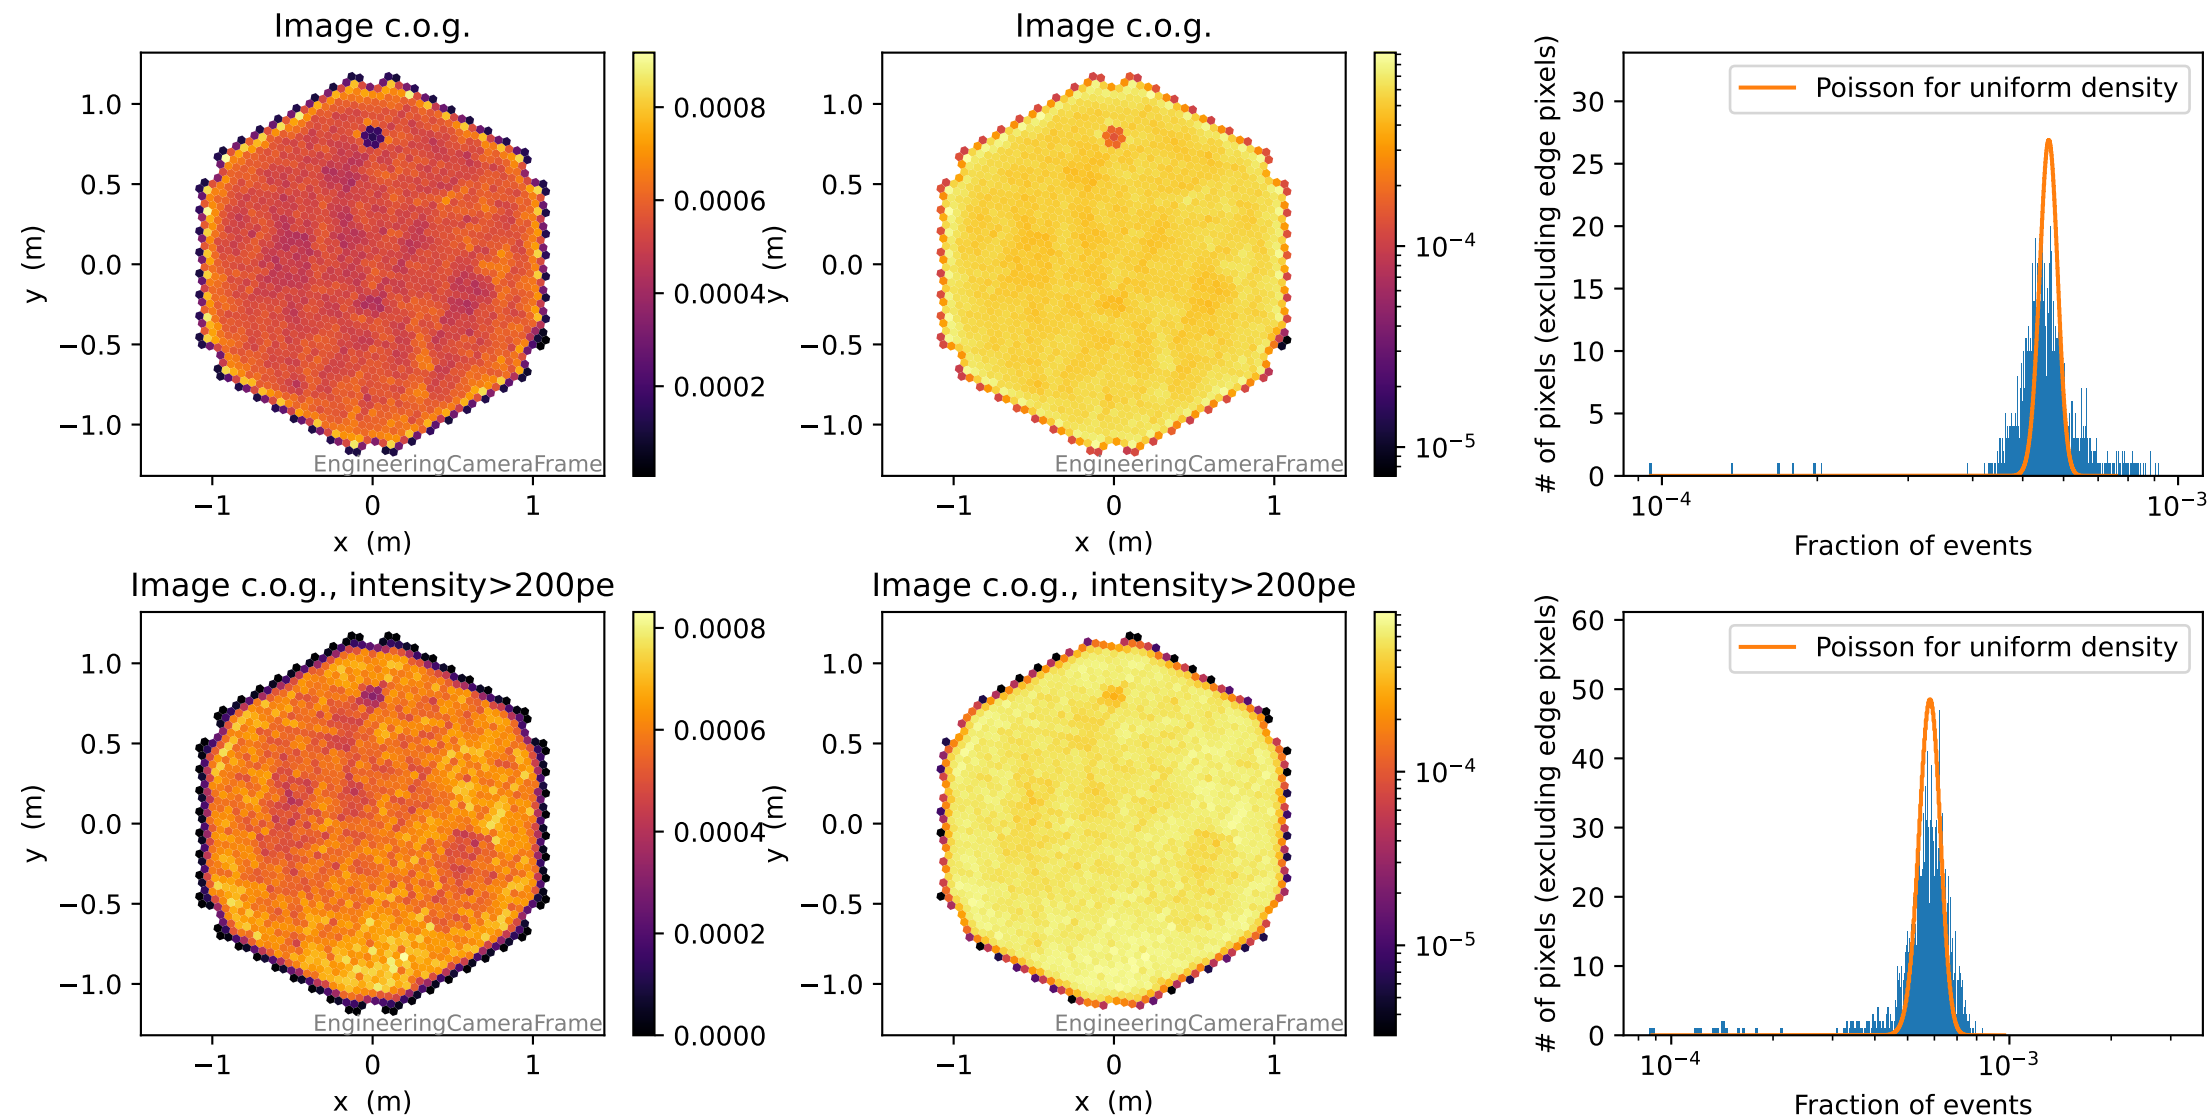 Image c.o.g.
1.0
0.5
0.0
−0.5
−1.0
y (m)
−1
0
1
x (m)
EngineeringCameraFrame
0.0008
0.0006
0.0004
0.0002
Image c.o.g.
1.0
0.5
0.0
−0.5
−1.0
y (m)
−1
0
1
x (m)
EngineeringCameraFrame
10−4
10−5
# of pixels (excluding edge pixels)
30
25
20
15
10
5
0
Poisson for uniform density
10−4
10−3
Fraction of events
Image c.o.g., intensity>200pe
1.0
0.5
0.0
−0.5
−1.0
y (m)
−1
0
1
x (m)
EngineeringCameraFrame
0.0008
0.0006
0.0004
0.0002
0.0000
Image c.o.g., intensity>200pe
1.0
0.5
0.0
−0.5
−1.0
y (m)
−1
0
1
x (m)
EngineeringCameraFrame
10−4
10−5
# of pixels (excluding edge pixels)
60
50
40
30
20
10
0
Poisson for uniform density
10−4
10−3
Fraction of events